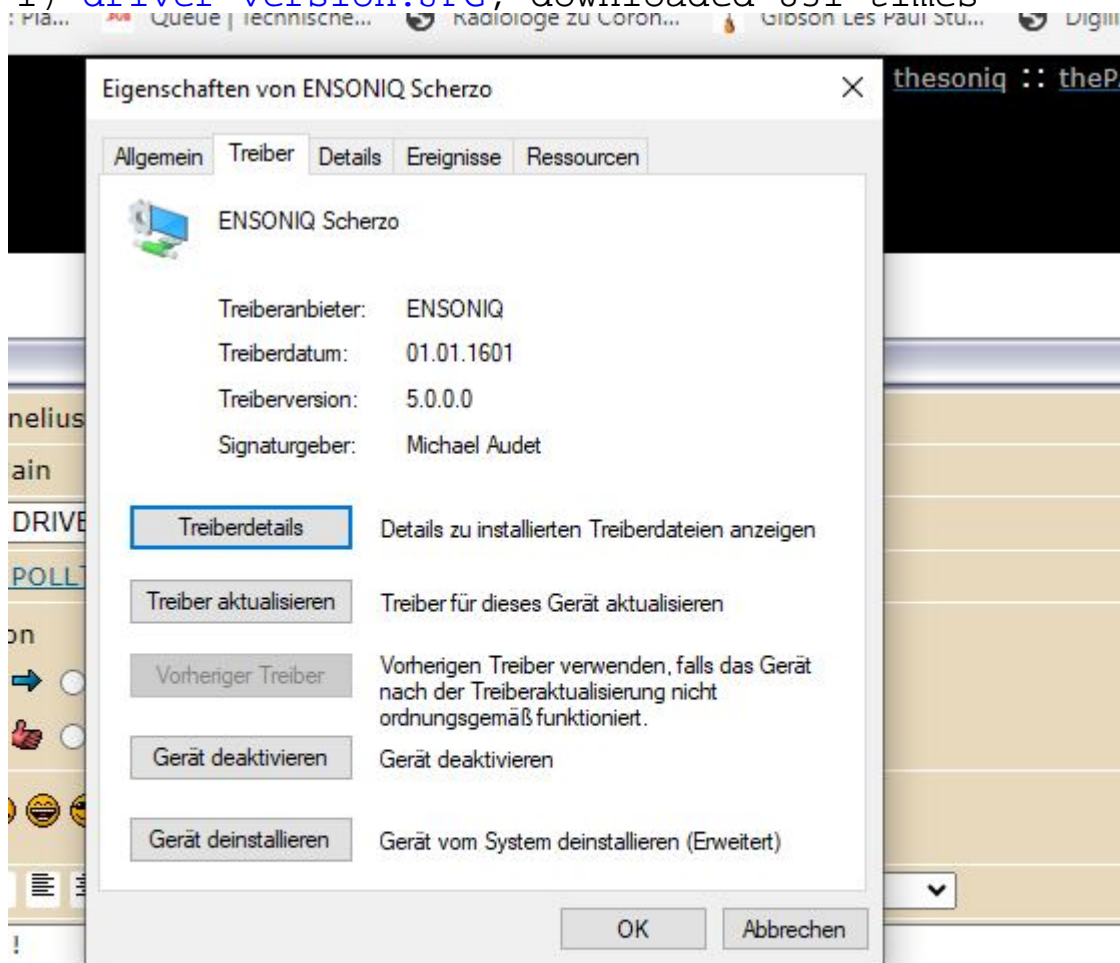 driver version.JPG, downloaded 851 times
Queue | Technische...
Radiologe zu Coron...
Gibson Les Paul Stu...
thesoniq :: theP
Eigenschaften von ENSONIQ Scherzo
Allgemein Treiber Details Ereignisse Ressourcen
ENSONIQ Scherzo
Treiberanbieter: ENSONIQ
Treiberdatum: 01.01.1601
Treiberversion: 5.0.0.0
Signaturgeber: Michael Audet
nelius
ain
DRIVE
POLL
on
Treiberdetails Details zu installierten Treiberdateien anzeigen
Treiber aktualisieren Treiber für dieses Gerät aktualisieren
Vorheriger Treiber Vorherigen Treiber verwenden, falls das Gerät
nach der Treiberaktualisierung nicht
ordnungsgemäß funktioniert.
Gerät deaktivieren Gerät deaktivieren
Gerät deinstallieren Gerät vom System deinstallieren (Erweitert)
OK Abbrechen
!